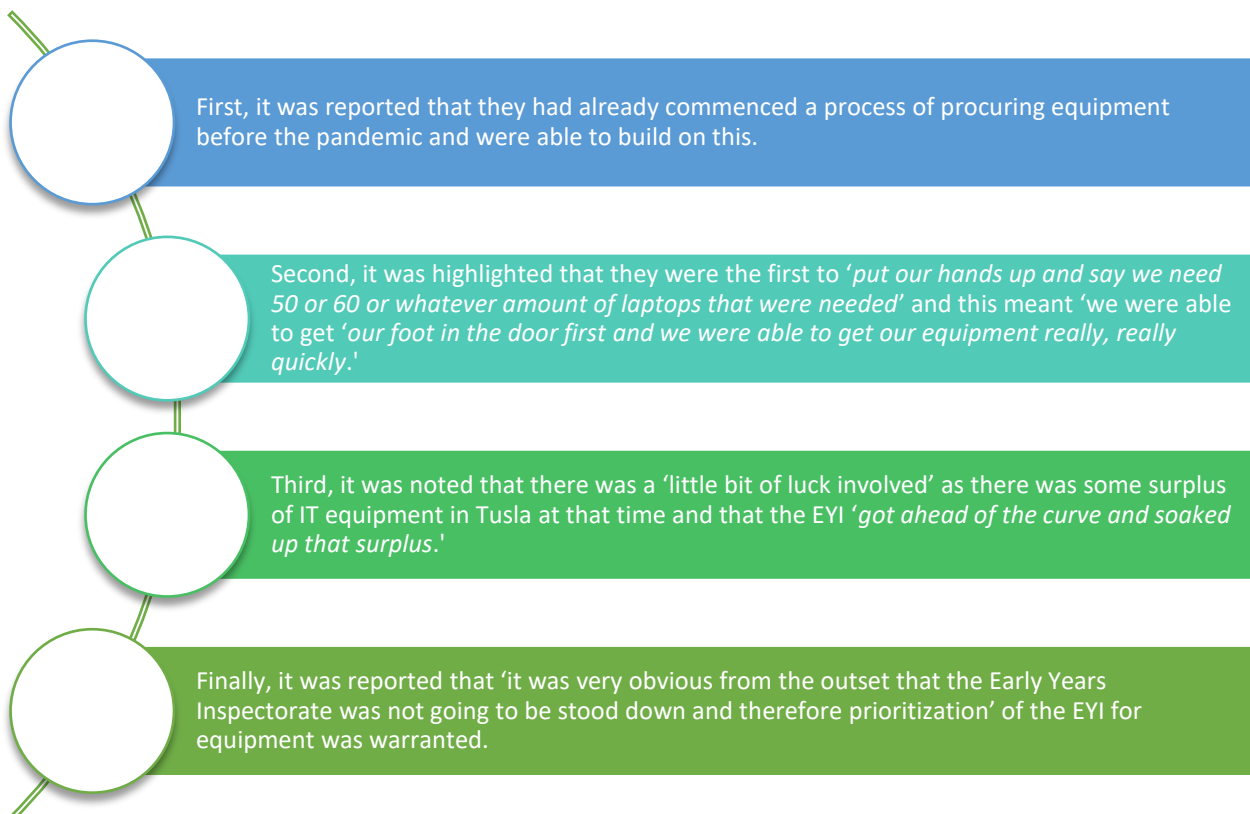 First, it was reported that they had already commenced a process of procuring equipment
before the pandemic and were able to build on this.
Second, it was highlighted that they were the first to ‘put our hands up and say we need
50 or 60 or whatever amount of laptops that were needed’ and this meant ‘we were able
to get ‘our foot in the door first and we were able to get our equipment really, really
quickly.'
Third, it was noted that there was a ‘little bit of luck involved’ as there was some surplus
of IT equipment in Tusla at that time and that the EYI ‘got ahead of the curve and soaked
up that surplus.'
Finally, it was reported that ‘it was very obvious from the outset that the Early Years
Inspectorate was not going to be stood down and therefore prioritization’ of the EYI for
equipment was warranted.